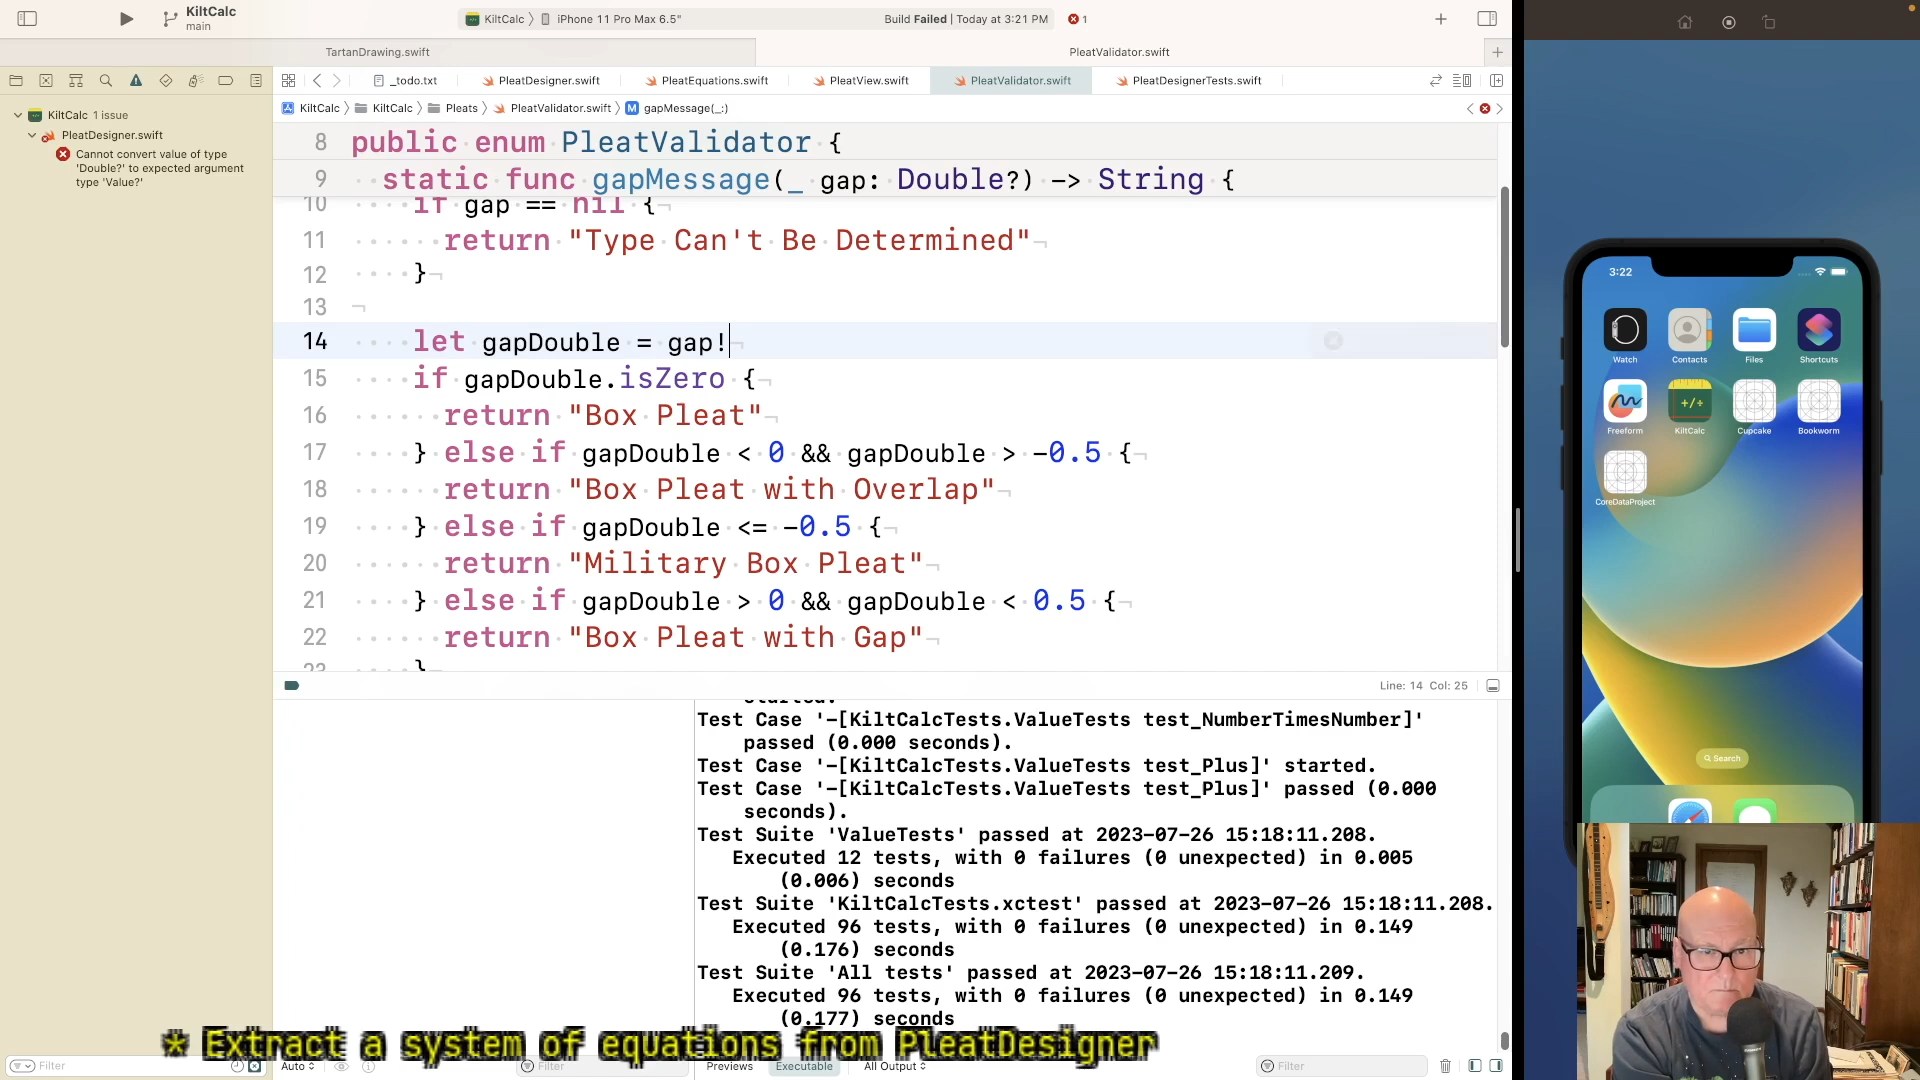 KiltCalc
main
KiltCalc
iPhone 11 Pro Max 6.5"
Build Failed | Today at 3:21 PM
1
TartanDrawing.swift
PleatValidator.swift
_todo.txt
PleatDesigner.swift
PleatEquations.swift
PleatView.swift
PleatValidator.swift
PleatDesignerTests.swift
KiltCalc
KiltCalc
Pleats
PleatValidator.swift
M gapMessage(_:)
KiltCalc 1 issue
PleatDesigner.swift
Cannot convert value of type
'Double?' to expected argument
type 'Value?'
8 public enum PleatValidator {
9 static func gapMessage(_ gap: Double?) -> String {
10 if gap == nil {
11 return "Type Can't Be Determined"
12 }
13
14 let gapDouble = gap!
15 if gapDouble.isZero {
16 return "Box Pleat"
17 } else if gapDouble < 0 && gapDouble > -0.5 {
18 return "Box Pleat with Overlap"
19 } else if gapDouble <= -0.5 {
20 return "Military Box Pleat"
21 } else if gapDouble > 0 && gapDouble < 0.5 {
22 return "Box Pleat with Gap"
23 }
Line: 14 Col: 25
started.
Test Case '-[KiltCalcTests.ValueTests test_NumberTimesNumber]'
passed (0.000 seconds).
Test Case '-[KiltCalcTests.ValueTests test_Plus]' started.
Test Case '-[KiltCalcTests.ValueTests test_Plus]' passed (0.000
seconds).
Test Suite 'ValueTests' passed at 2023-07-26 15:18:11.208.
Executed 12 tests, with 0 failures (0 unexpected) in 0.005
(0.006) seconds
Test Suite 'KiltCalcTests.xctest' passed at 2023-07-26 15:18:11.208.
Executed 96 tests, with 0 failures (0 unexpected) in 0.149
(0.176) seconds
Test Suite 'All tests' passed at 2023-07-26 15:18:11.209.
Executed 96 tests, with 0 failures (0 unexpected) in 0.149
(0.177) seconds
* Extract a system of equations from PleatDesigner
Filter
Auto
Filter
Previews
Executable
All Output
Filter
3:22
Watch
Contacts
Files
Shortcuts
+/÷
Freeform
KiltCalc
Cupcake
Bookworm
CoreDataProject
Search